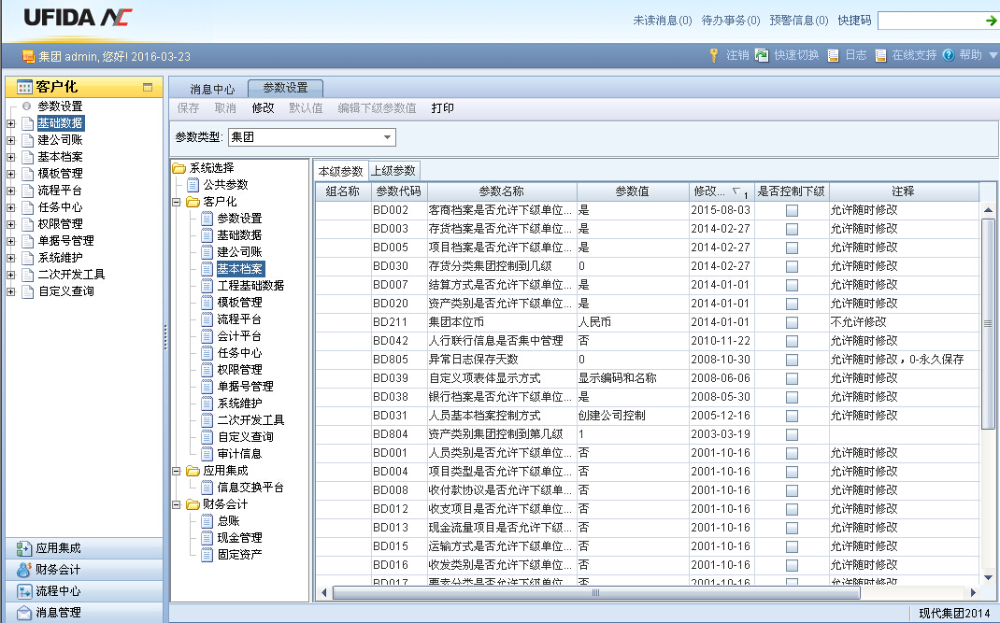 UFIDA NC
未读消息(0) 待办事务(0) 预警信息(0) 快捷码
集团 admin, 您好! 2016-03-23
注销 快速切换 日志 在线支持 帮助
客户化
参数设置
基础数据
建公司账
基本档案
模板管理
流程平台
任务中心
权限管理
单据号管理
系统维护
二次开发工具
自定义查询
应用集成
财务会计
流程中心
消息管理
消息中心 参数设置
保存 取消 修改 默认值 编辑下级参数值 打印
参数类型: 集团
系统选择
公共参数
客户化
参数设置
基础数据
建公司账
基本档案
工程基础数据
模板管理
流程平台
会计平台
任务中心
权限管理
单据号管理
系统维护
二次开发工具
自定义查询
审计信息
应用集成
信息交换平台
财务会计
总账
现金管理
固定资产
本级参数 上级参数
组名称 参数代码 参数名称 参数值 修改... 1 是否控制下级 注释
BD002 客商档案是否允许下级单位... 是 2015-08-03 允许随时修改
BD003 存货档案是否允许下级单位... 是 2014-02-27 允许随时修改
BD005 项目档案是否允许下级单位... 是 2014-02-27 允许随时修改
BD030 存货分类集团控制到几级 0 2014-02-27 允许随时修改
BD007 结算方式是否允许下级单位... 是 2014-01-01 允许随时修改
BD020 资产类别是否允许下级单位... 是 2014-01-01 允许随时修改
BD211 集团本位币 人民币 2014-01-01 不允许修改
BD042 人行联行信息是否集中管理 否 2010-11-22 允许随时修改
BD805 异常日志保存天数 0 2008-10-30 允许随时修改，0-永久保存
BD039 自定义项表体显示方式 显示编码和名称 2008-06-06 允许随时修改
BD038 银行档案是否允许下级单位... 是 2008-05-30 允许随时修改
BD031 人员基本档案控制方式 创建公司控制 2005-12-16 允许随时修改
BD804 资产类别集团控制到第几级 1 2003-03-19
BD001 人员类别是否允许下级单位... 否 2001-10-16 允许随时修改
BD004 项目类型是否允许下级单位... 否 2001-10-16 允许随时修改
BD008 收付款协议是否允许下级单... 否 2001-10-16 允许随时修改
BD012 收支项目是否允许下级单位... 否 2001-10-16 允许随时修改
BD013 现金流量项目是否允许下级... 否 2001-10-16 允许随时修改
BD015 运输方式是否允许下级单位... 否 2001-10-16 允许随时修改
BD016 收发类别是否允许下级单位... 否 2001-10-16 允许随时修改
BD017 要素分类是否允许下级单位... 否 2001-10-16 允许随时修改
现代集团2014